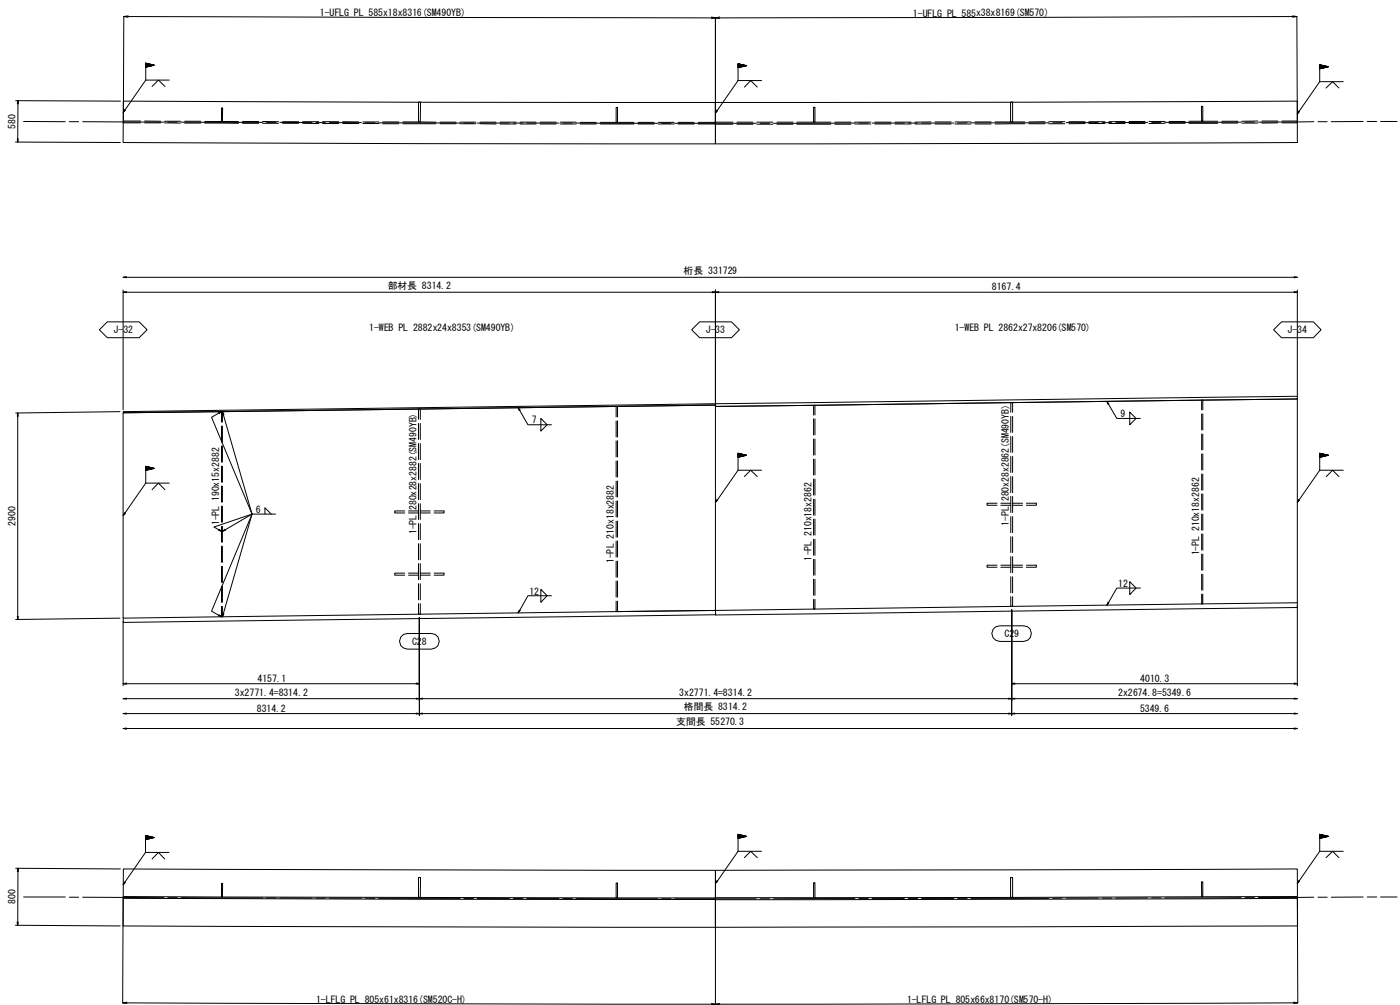 1-UFLG PL 585x18x8316(SM490YB)
1-UFLG PL 585x38x8169(SM570)
580
桁長 331729
部材長 8314.2
8167.4
J-32
1-WEB PL 2882x24x8353(SM490YB)
J-33
1-WEB PL 2862x27x8206(SM570)
J-34
2900
1-PL 190x15x2882
6
1-PL 280x28x2882(SM490YB)
7
12
1-PL 210x18x2882
1-PL 210x18x2862
1-PL 280x28x2862(SM490YB)
9
12
1-PL 210x18x2862
C28
C29
4157.1
4010.3
3x2771.4=8314.2
3x2771.4=8314.2
2x2674.8=5349.6
8314.2
格間長 8314.2
5349.6
支間長 55270.3
800
1-LFLG PL 805x61x8316(SM520C-H)
1-LFLG PL 805x66x8170(SM570-H)